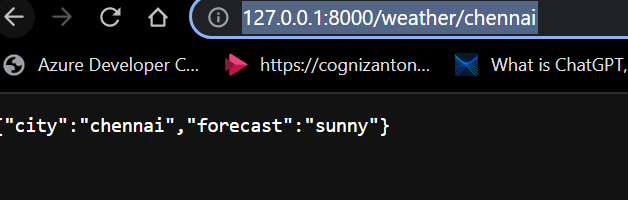 127.0.0.1:8000/weather/chennai
Azure Developer C... https://cognizanton... What is ChatGPT,
{"city":"chennai","forecast":"sunny"}